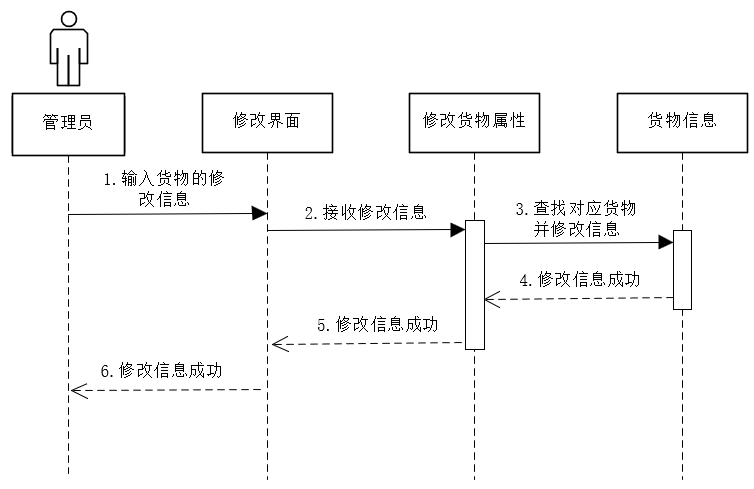 管理员
修改界面
修改货物属性
货物信息
1.输入货物的修
改信息
2.接收修改信息
3.查找对应货物
并修改信息
4.修改信息成功
5.修改信息成功
6.修改信息成功